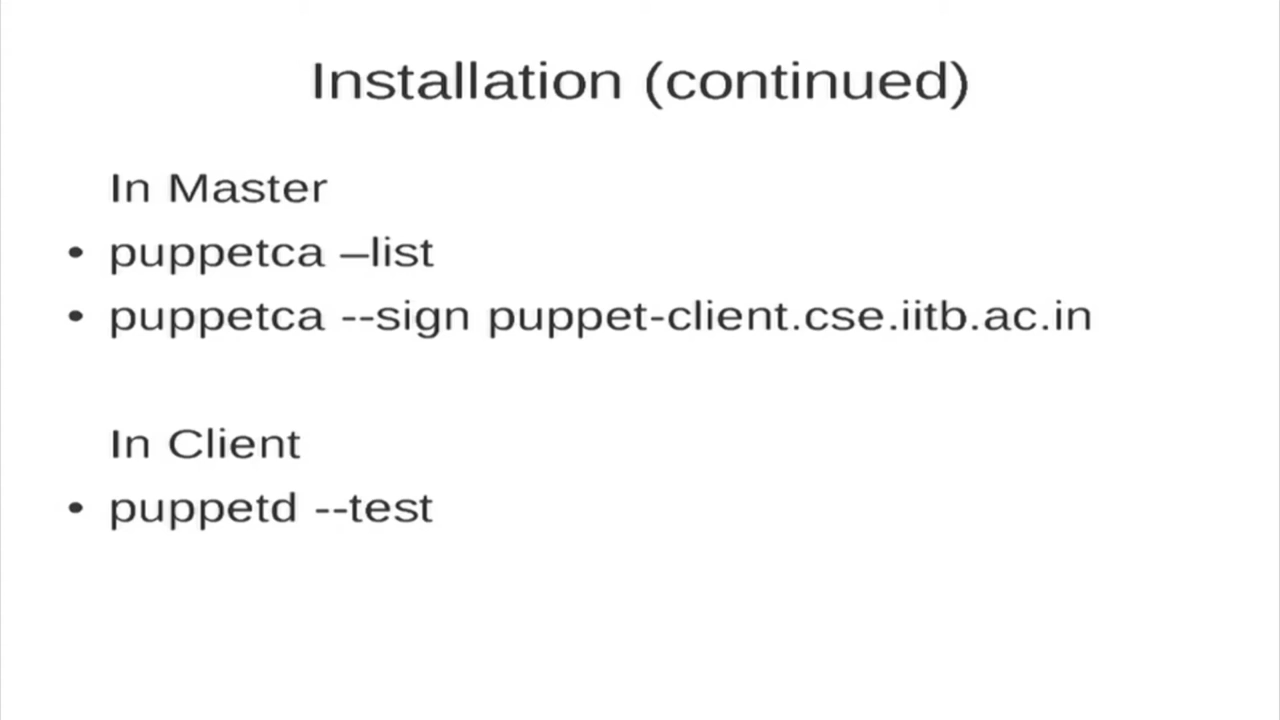 Installation (continued)
In Master
• puppetca –list
• puppetca --sign puppet-client.cse.iitb.ac.in
In Client
• puppetd --test